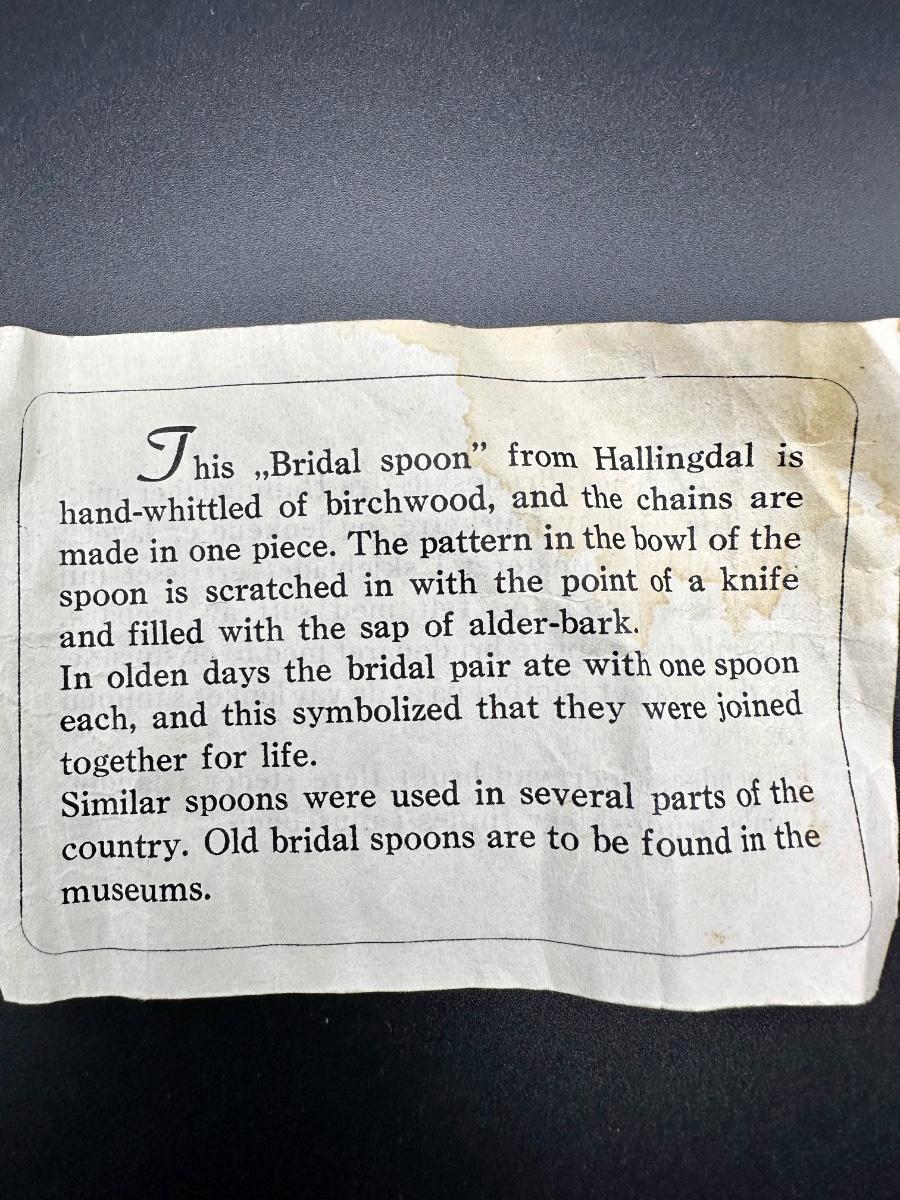 This „Bridal spoon” from Hallingdal is
hand-whittled of birchwood, and the chains are
made in one piece. The pattern in the bowl of the
spoon is scratched in with the point of a knife
and filled with the sap of alder-bark.
In olden days the bridal pair ate with one spoon
each, and this symbolized that they were joined
together for life.
Similar spoons were used in several parts of the
country. Old bridal spoons are to be found in the
museums.